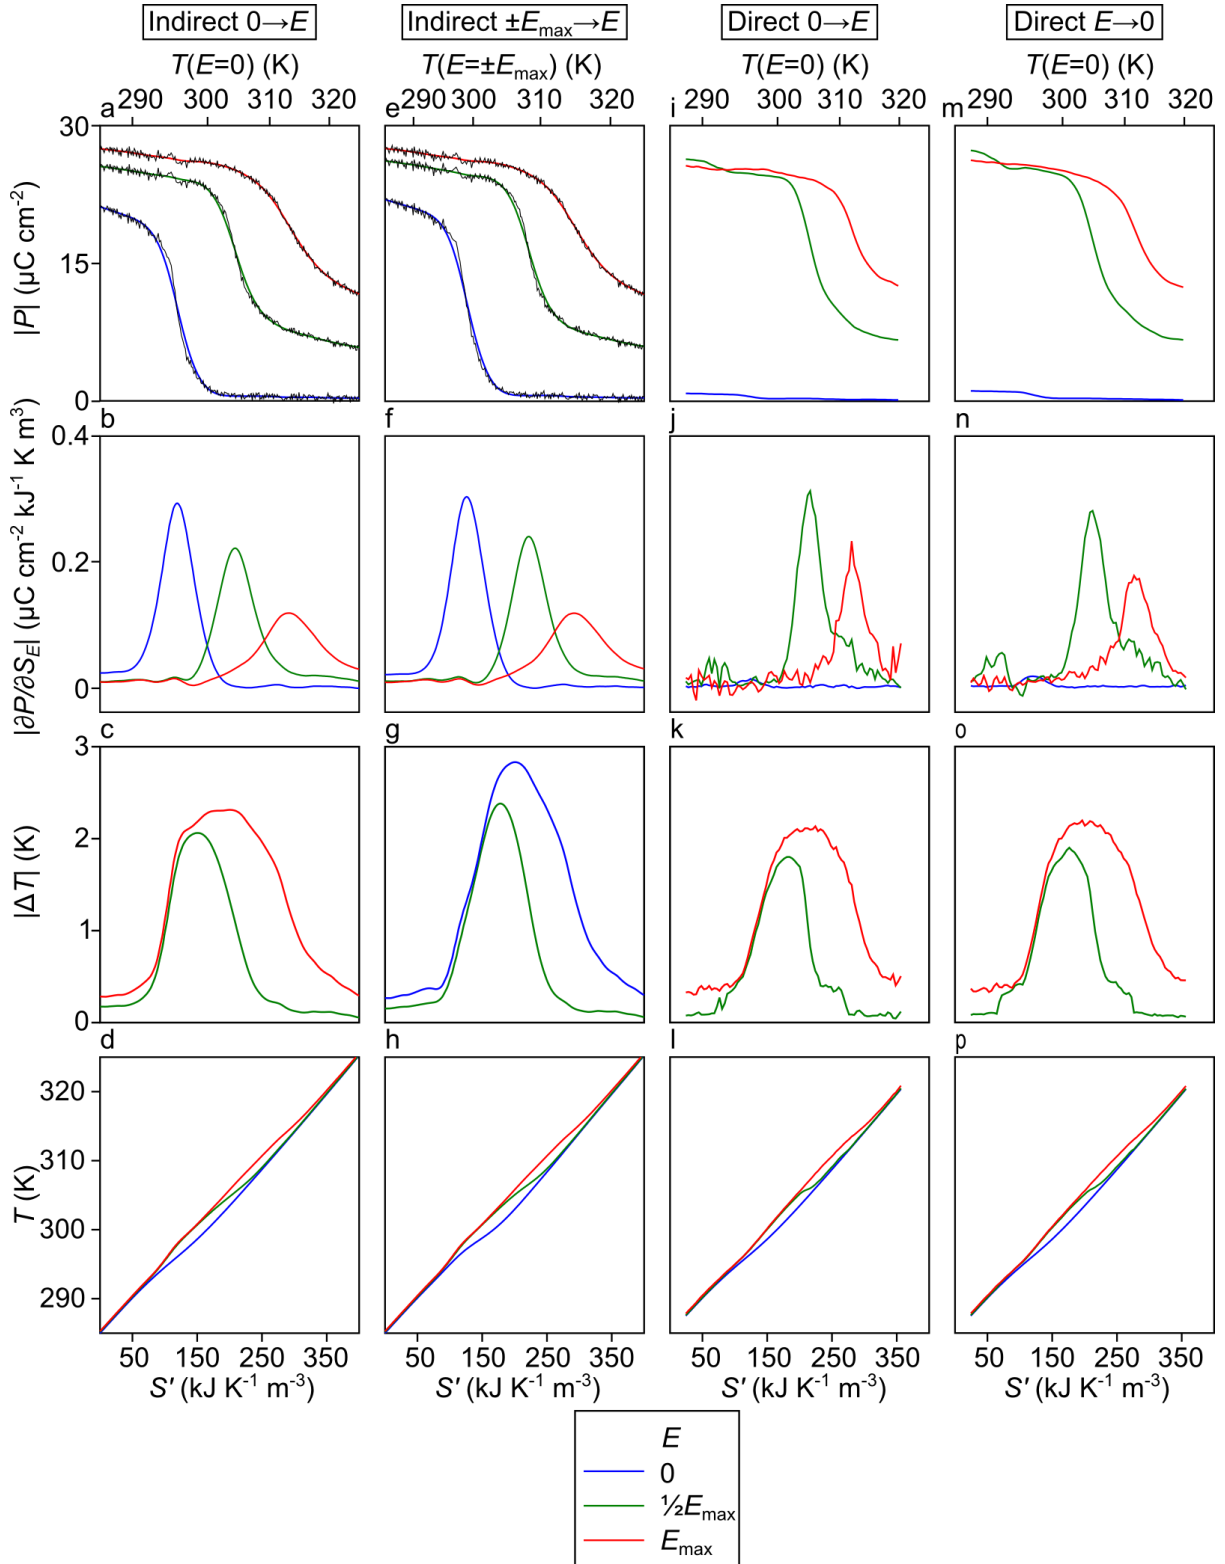 Indirect 0→E
Indirect ±Emax→E
Direct 0→E
Direct E→0
T(E=0) (K)
T(E=±Emax) (K)
T(E=0) (K)
T(E=0) (K)
290 300 310 320
290 300 310 320
290 300 310 320
290 300 310 320
a
e
i
m
30
15
0
|P| (µC cm-2)
b
f
j
n
0.4
0.2
0
|∂P/∂SE| (µC cm-2 kJ-1 K m3)
c
g
k
o
3
2
1
0
|ΔT| (K)
d
h
l
p
320
310
300
290
T (K)
50 150 250 350
50 150 250 350
50 150 250 350
50 150 250 350
S′ (kJ K-1 m-3)
S′ (kJ K-1 m-3)
S′ (kJ K-1 m-3)
S′ (kJ K-1 m-3)
E
0
½Emax
Emax